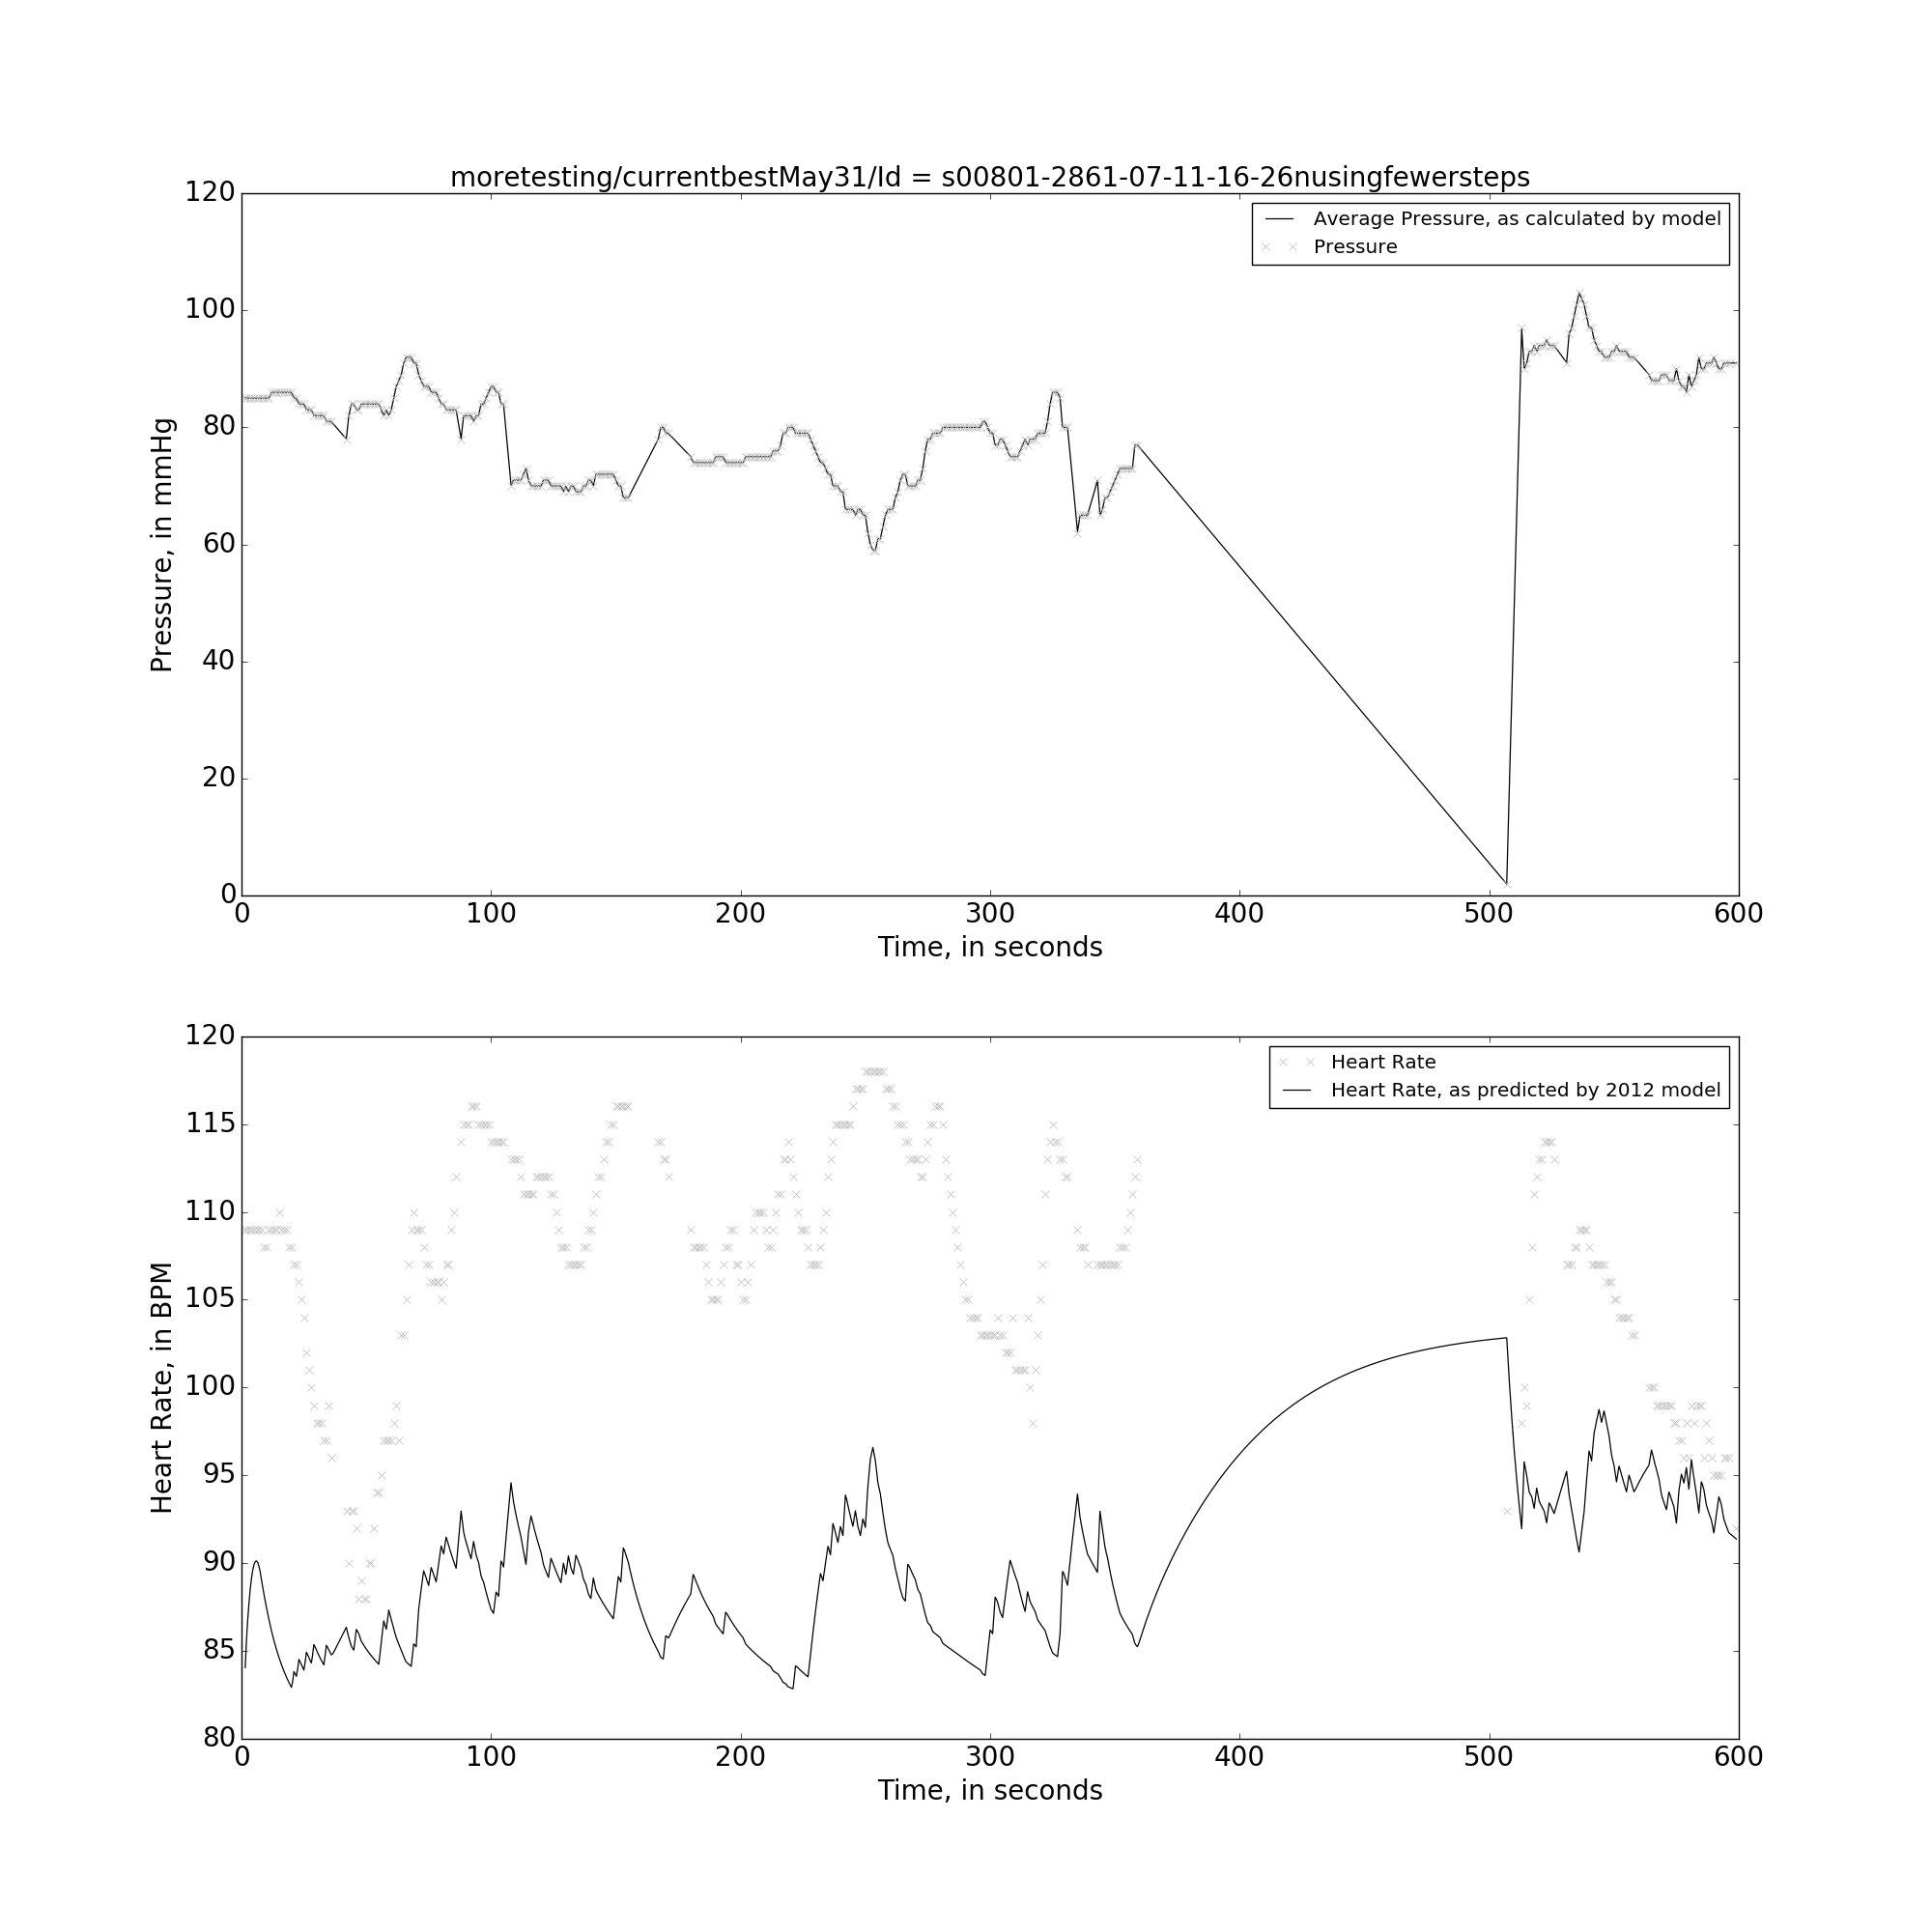 moretesting/currentbestMay31/Id = s00801-2861-07-11-16-26nusingfewersteps
120
100
80
60
40
20
0
Pressure, in mmHg
Average Pressure, as calculated by model
Pressure
0 100 200 300 400 500 600
Time, in seconds
120
115
110
105
100
95
90
85
80
Heart Rate, in BPM
Heart Rate
Heart Rate, as predicted by 2012 model
0 100 200 300 400 500 600
Time, in seconds